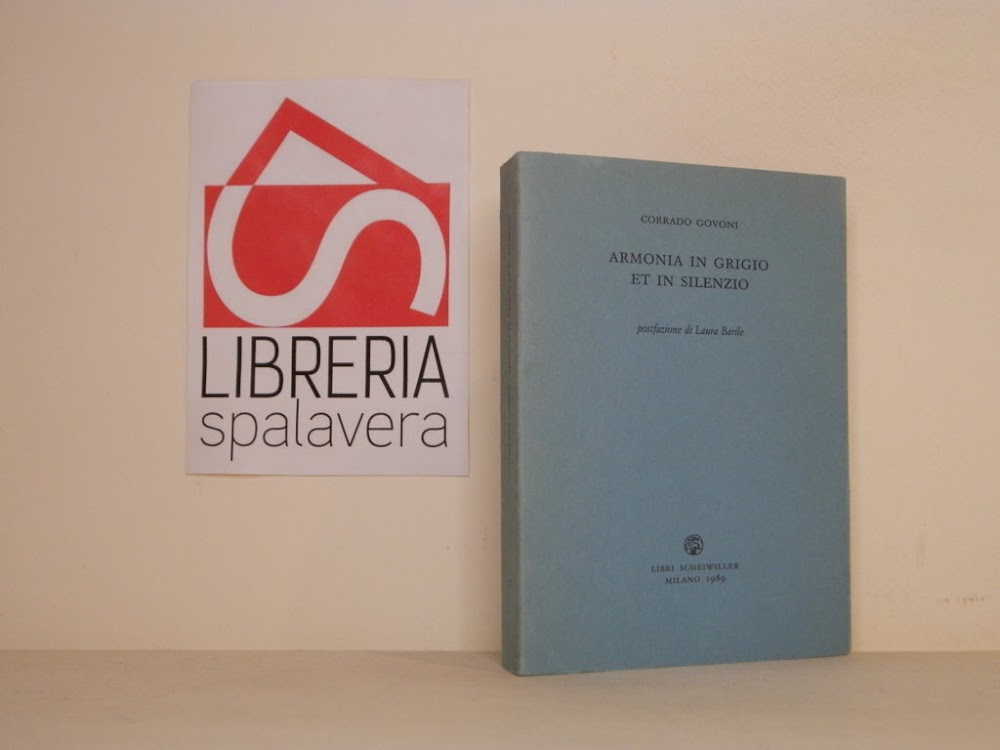 LIBRERIA
spalavera
CORRADO GOVONI
ARMONIA IN GRIGIO
ET IN SILENZIO
postfazione di Laura Barile
LIBRI SCHEIWILLER
MILANO 1989